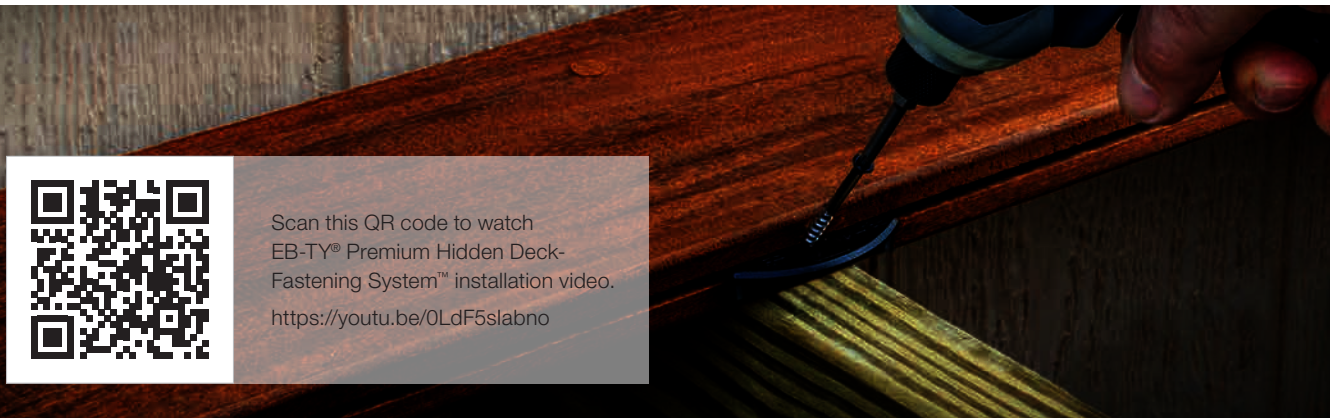 Scan this QR code to watch
EB-TY® Premium Hidden Deck-
Fastening System™ installation video.
https://youtu.be/0LdF5slabno